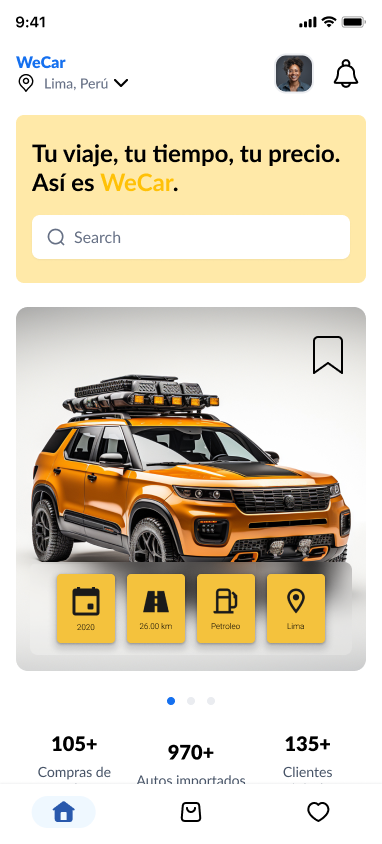 9:41
WeCar
Lima, Perú
Tu viaje, tu tiempo, tu precio.
Así es WeCar.
Search
2020
26.00 km
Petroleo
Lima
105+
970+
135+
Compras de
Autos importados
Clientes